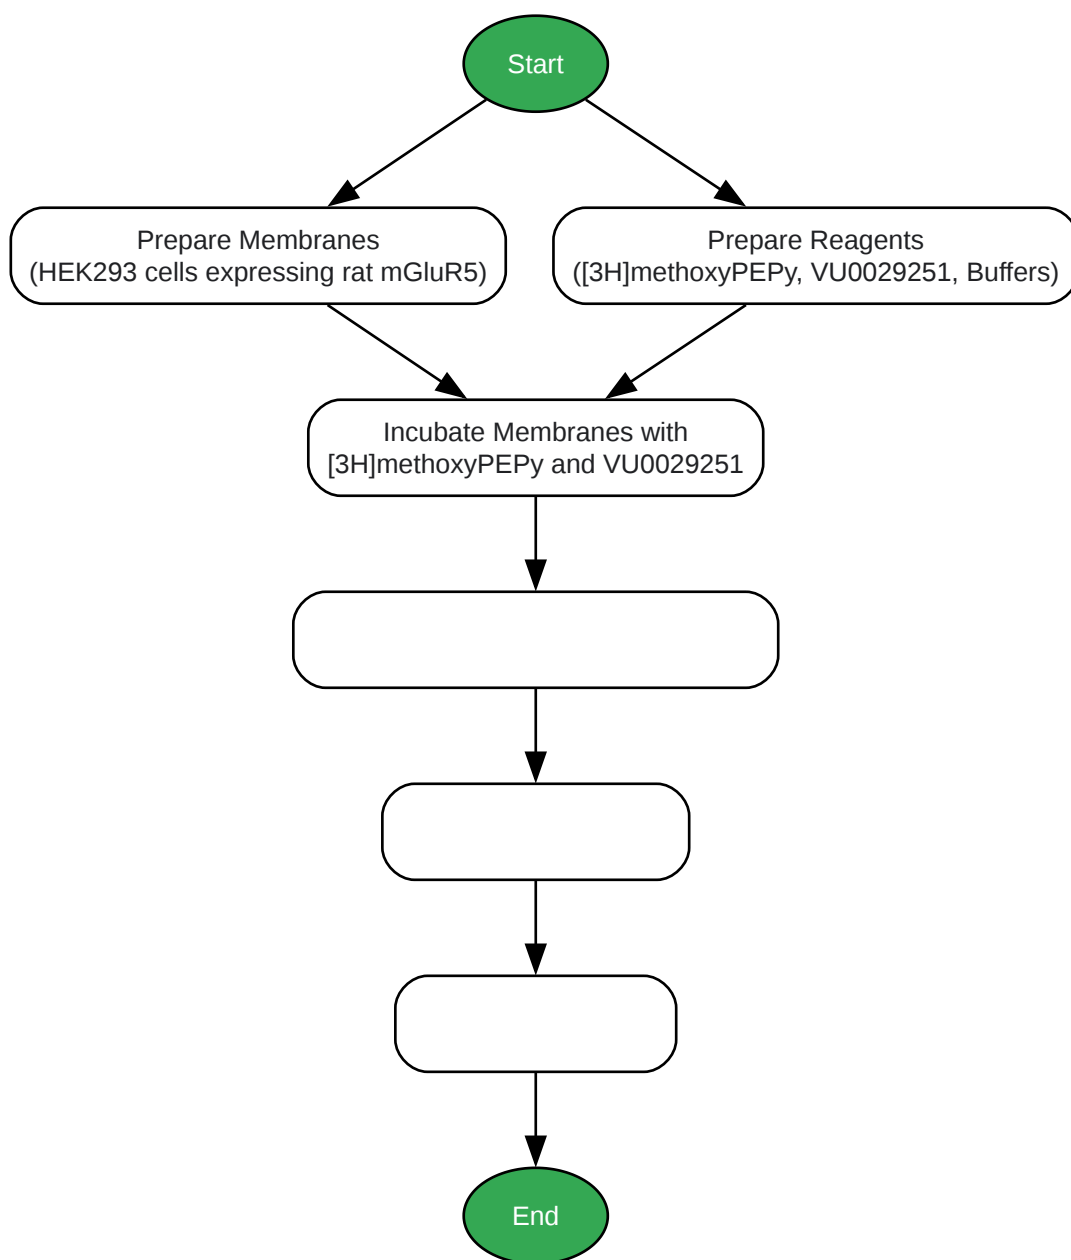 Start
Prepare Membranes
(HEK293 cells expressing rat mGluR5)
Prepare Reagents
([3H]methoxyPEPy, VU0029251, Buffers)
Incubate Membranes with
[3H]methoxyPEPy and VU0029251
End